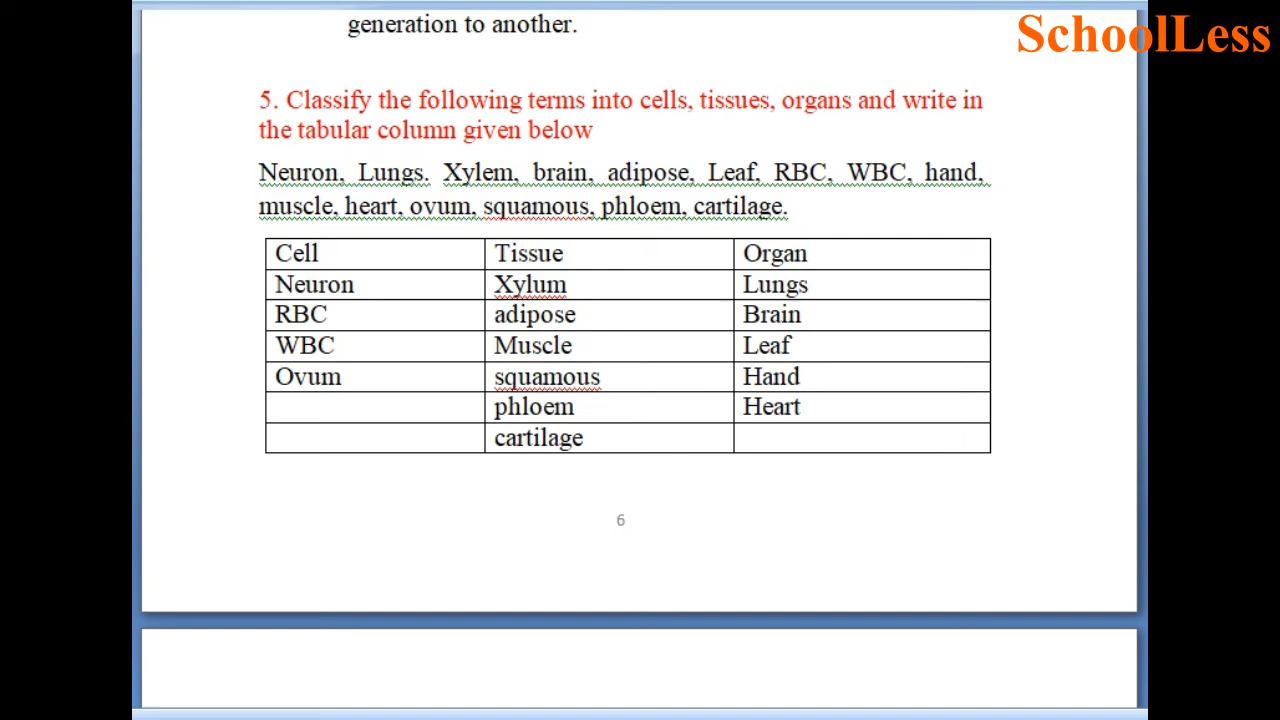 generation to another.
SchoolLess
5. Classify the following terms into cells, tissues, organs and write in
the tabular column given below
Neuron, Lungs. Xylem, brain, adipose, Leaf, RBC, WBC, hand,
muscle, heart, ovum, squamous, phloem, cartilage.
Cell Tissue Organ
Neuron Xylum Lungs
RBC adipose Brain
WBC Muscle Leaf
Ovum squamous Hand
phloem Heart
cartilage
6